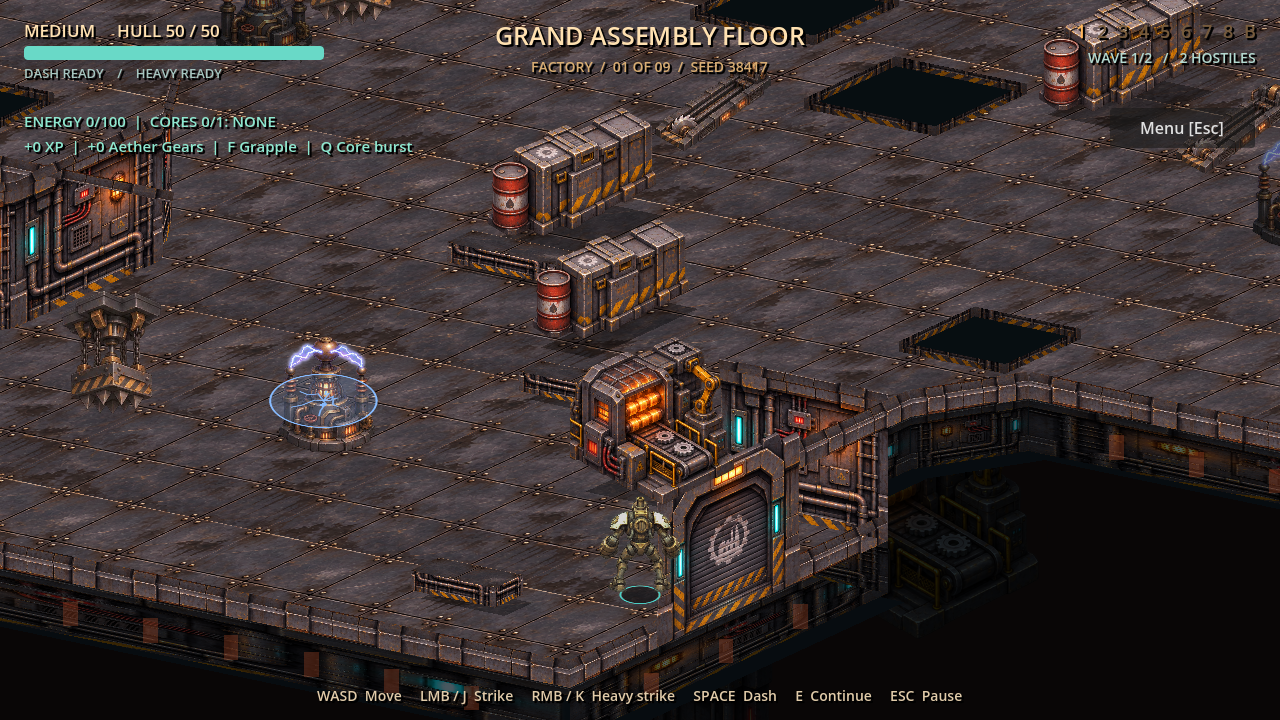 MEDIUM HULL 50 / 50
DASH READY / HEAVY READY
ENERGY 0/100 | CORES 0/1: NONE
+0 XP | +0 Aether Gears | F Grapple | Q Core burst
GRAND ASSEMBLY FLOOR
FACTORY / 01 OF 09 / SEED 38417
1 2 3 4 5 6 7 8 B
WAVE 1/2 / 2 HOSTILES
Menu [Esc]
WASD Move LMB / J Strike RMB / K Heavy strike SPACE Dash E Continue ESC Pause